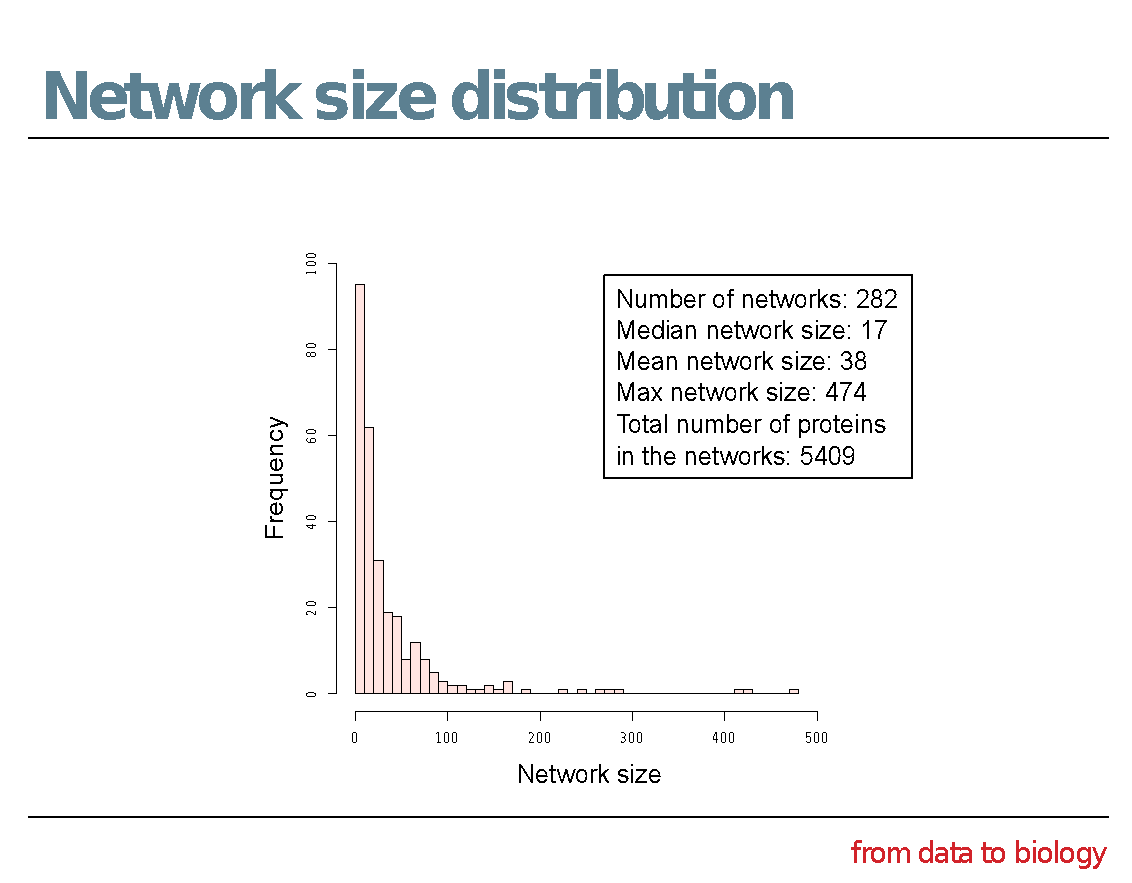 Network size distribution
Number of networks: 282
Median network size: 17
Mean network size: 38
Max network size: 474
Total number of proteins
in the networks: 5409
Frequency
100
80
60
40
20
0
0 100 200 300 400 500
Network size
from data to biology